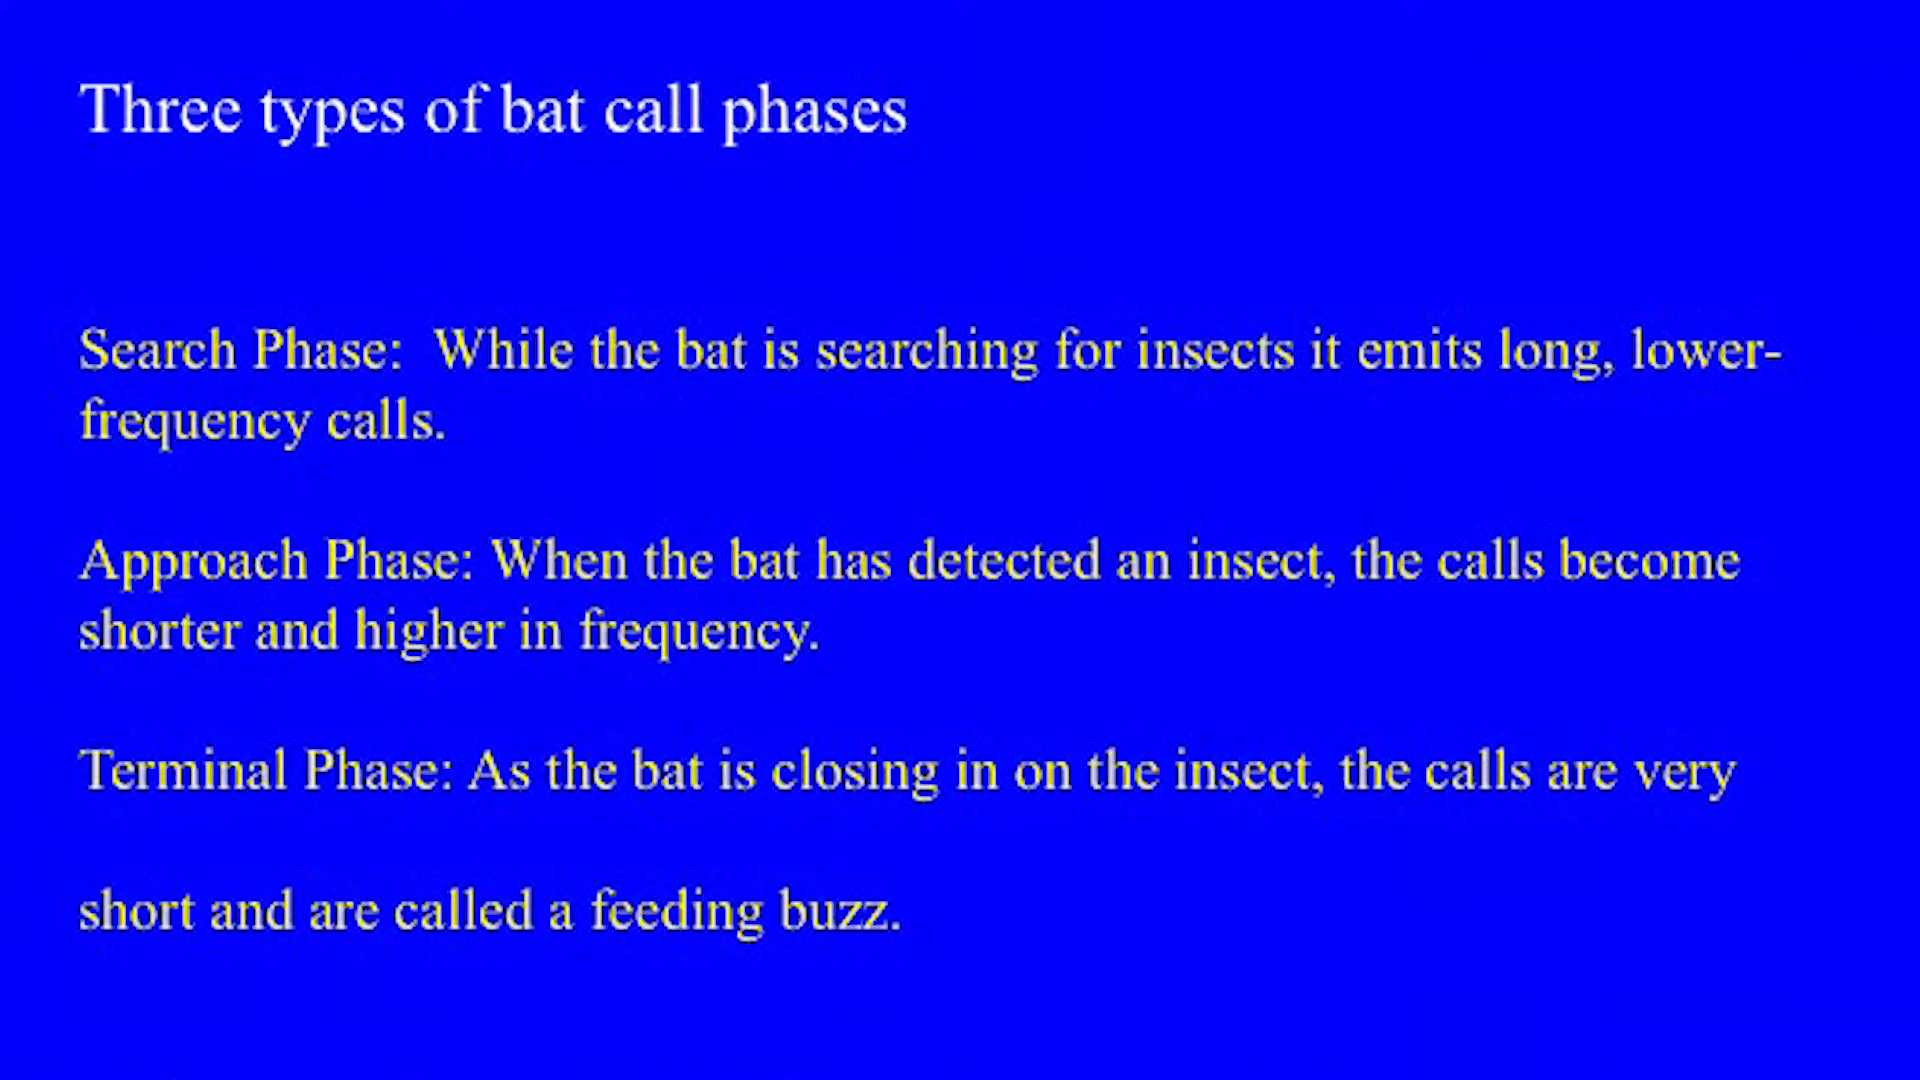 Three types of bat call phases
Search Phase:  While the bat is searching for insects it emits long, lower-
frequency calls.
Approach Phase: When the bat has detected an insect, the calls become
shorter and higher in frequency.
Terminal Phase: As the bat is closing in on the insect, the calls are very
short and are called a feeding buzz.